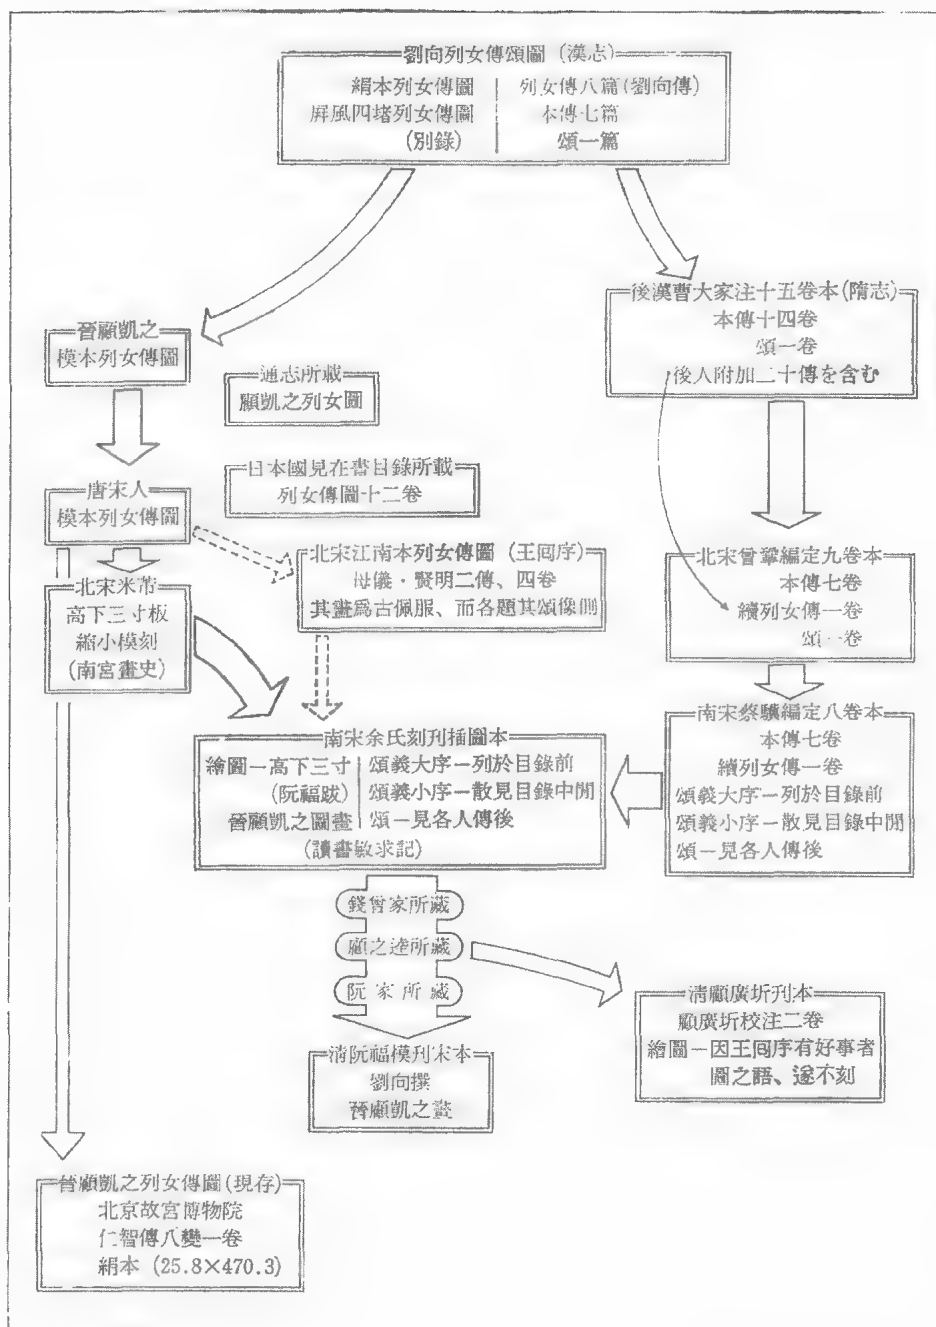 劉向列女傳頌圖（漢志）
絹本列女傳圖
屏風四堵列女傳圖
(別錄)
列女傳八篇(劉向傳)
本傳七篇
頌一篇
後漢曹大家注十五卷本(隋志)
本傳十四卷
頌一卷
後人附加二十傳を含む
晉顧凱之
模本列女傳圖
通志所載
顧凱之列女圖
日本國見在書目錄所載
列女傳圖十二卷
唐宋人
模本列女傳圖
北宋江南本列女傳圖（王囘序）
母儀・賢明二傳、四卷
其畫爲古佩服、而各題其頌像側
北宋曾鞏編定九卷本
本傳七卷
續列女傳一卷
頌一卷
北宋米芾
高下三寸板
縮小模刻
(南宮畫史)
南宋蔡驥編定八卷本
本傳七卷
續列女傳一卷
頌義大序－列於目錄前
頌義小序－散見目錄中間
頌－見各人傳後
南宋余氏刻刊插圖本
繪圖－高下三寸
(阮福跋)
晉顧凱之圖畫
頌義大序－列於目錄前
頌義小序－散見目錄中間
頌－見各人傳後
(讀書敏求記)
錢曾家所藏
顧之逵所藏
阮家所藏
清顧廣圻刊本
顧廣圻校注二卷
繪圖－因王囘序有好事者
圖之語、遂不刻
清阮福模刊宋本
劉向撰
晉顧凱之畫
晉顧凱之列女傳圖(現存)
北京故宮博物院
仁智傳八變一卷
絹本 (25.8×470.3)